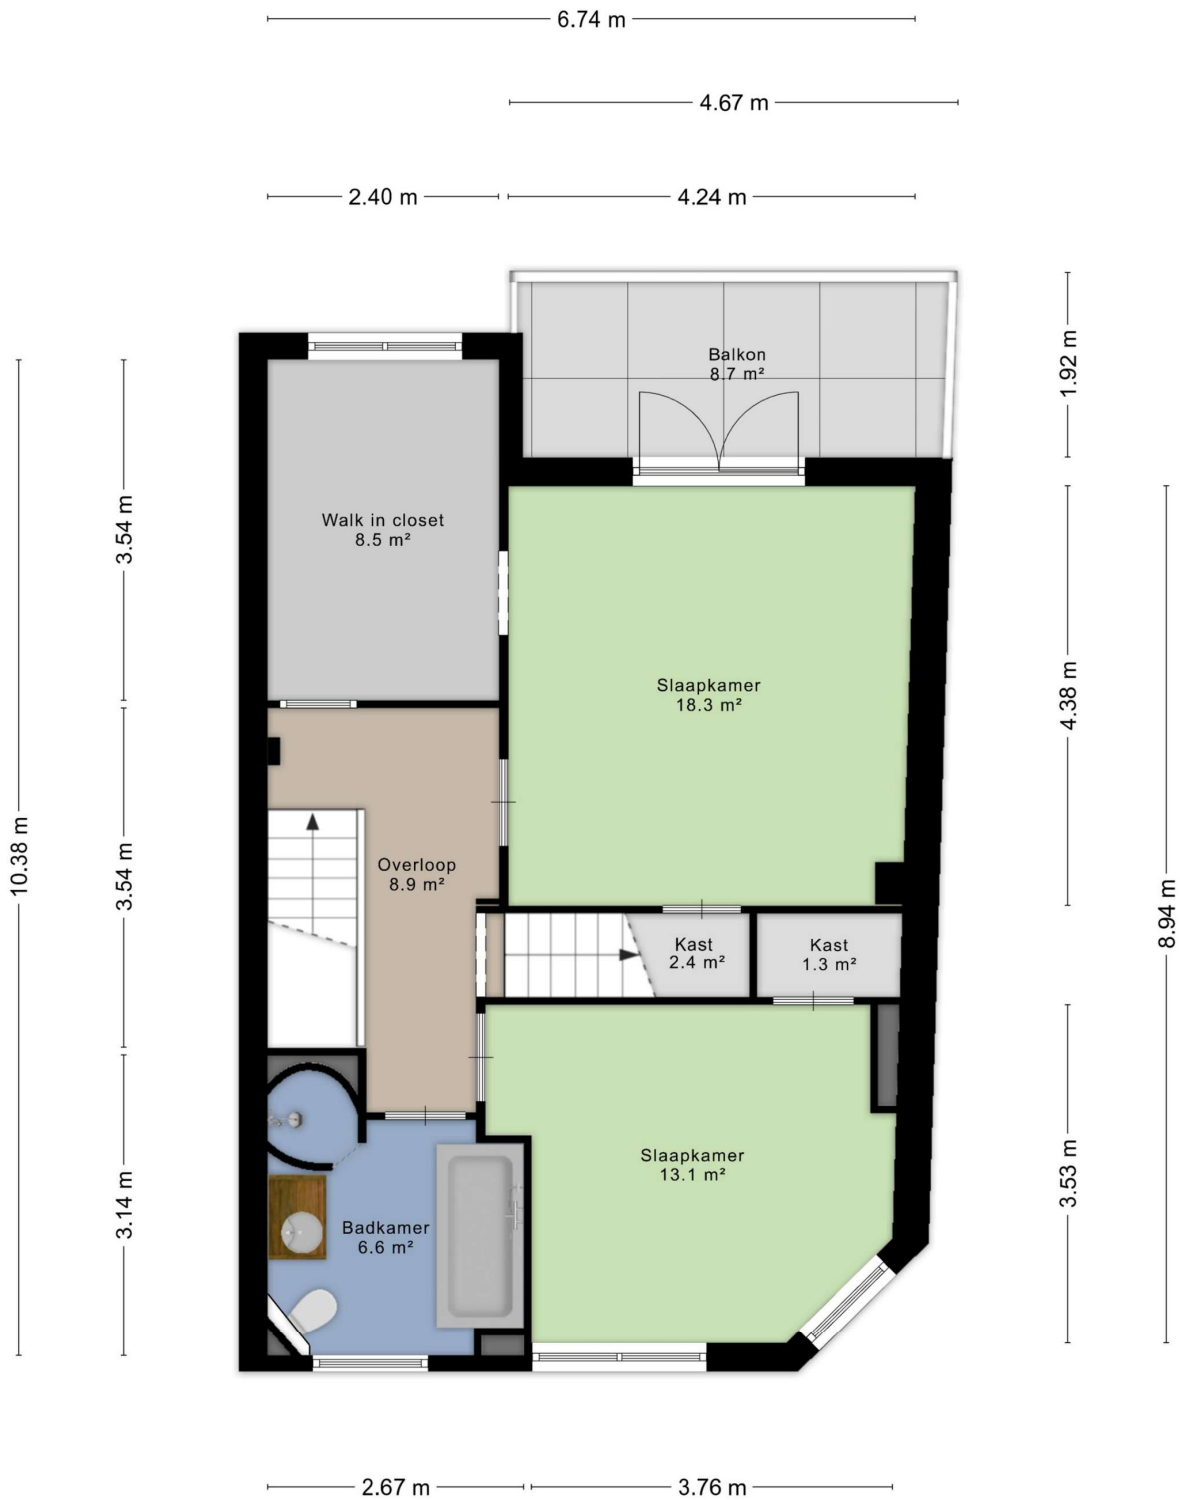 6.74 m
4.67 m
2.40 m
4.24 m
Balkon
8.7 m²
1.92 m
Walk in closet
8.5 m²
3.54 m
Slaapkamer
18.3 m²
4.38 m
10.38 m
3.54 m
Overloop
8.9 m²
Kast
2.4 m²
Kast
1.3 m²
8.94 m
Slaapkamer
13.1 m²
3.53 m
3.14 m
Badkamer
6.6 m²
2.67 m
3.76 m